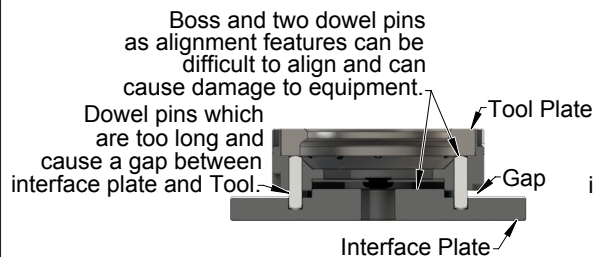 Boss and two dowel pins
as alignment features can be
difficult to align and can
cause damage to equipment.
Dowel pins which
are too long and
cause a gap between
interface plate and Tool.
Tool Plate
Gap
i
Interface Plate